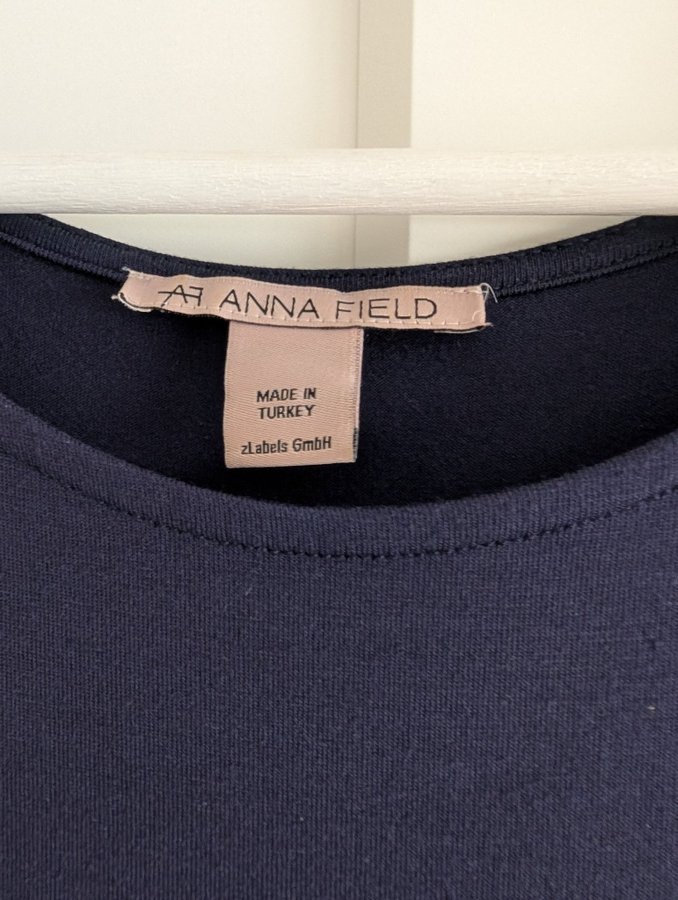 AF ANNA FIELD
MADE IN
TURKEY
zLabels GmbH